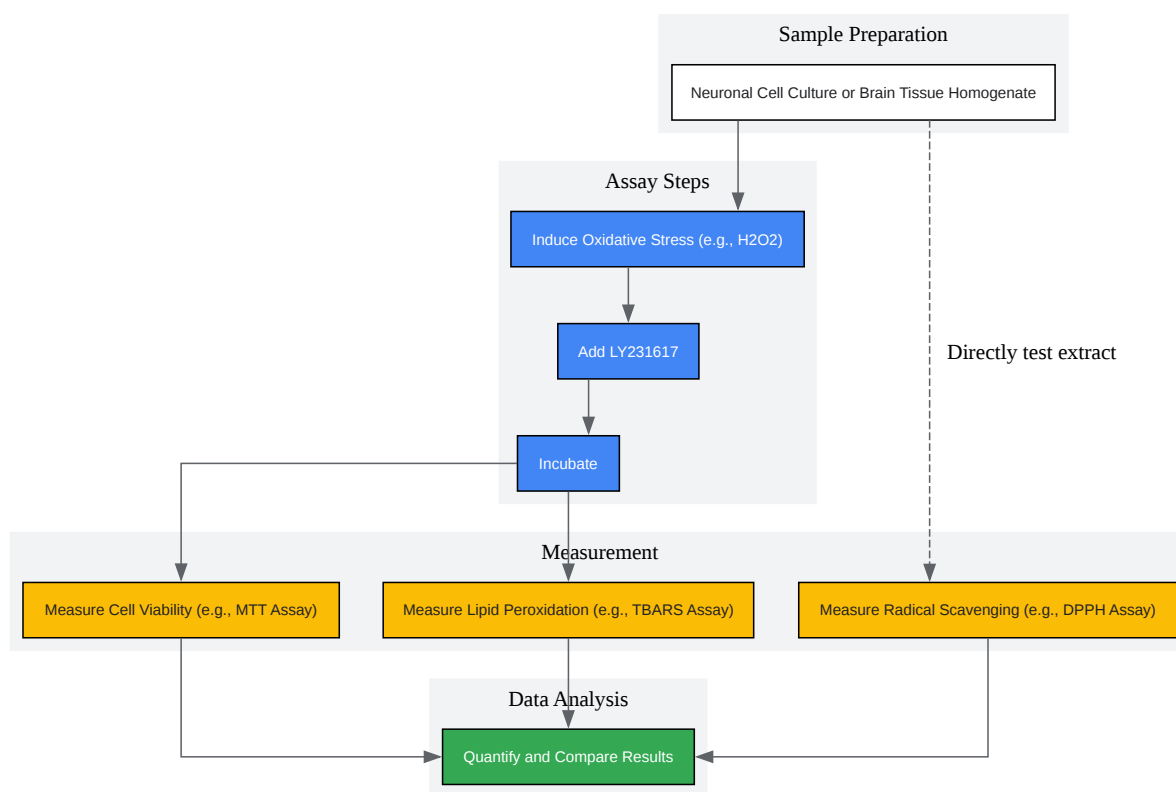 Sample Preparation
Neuronal Cell Culture or Brain Tissue Homogenate
Assay Steps
Induce Oxidative Stress (e.g., H2O2)
Add LY231617
Directly test extract
Incubate
Measurement
Measure Cell Viability (e.g., MTT Assay)
Measure Lipid Peroxidation (e.g., TBARS Assay)
Measure Radical Scavenging (e.g., DPPH Assay)
Data Analysis
Quantify and Compare Results